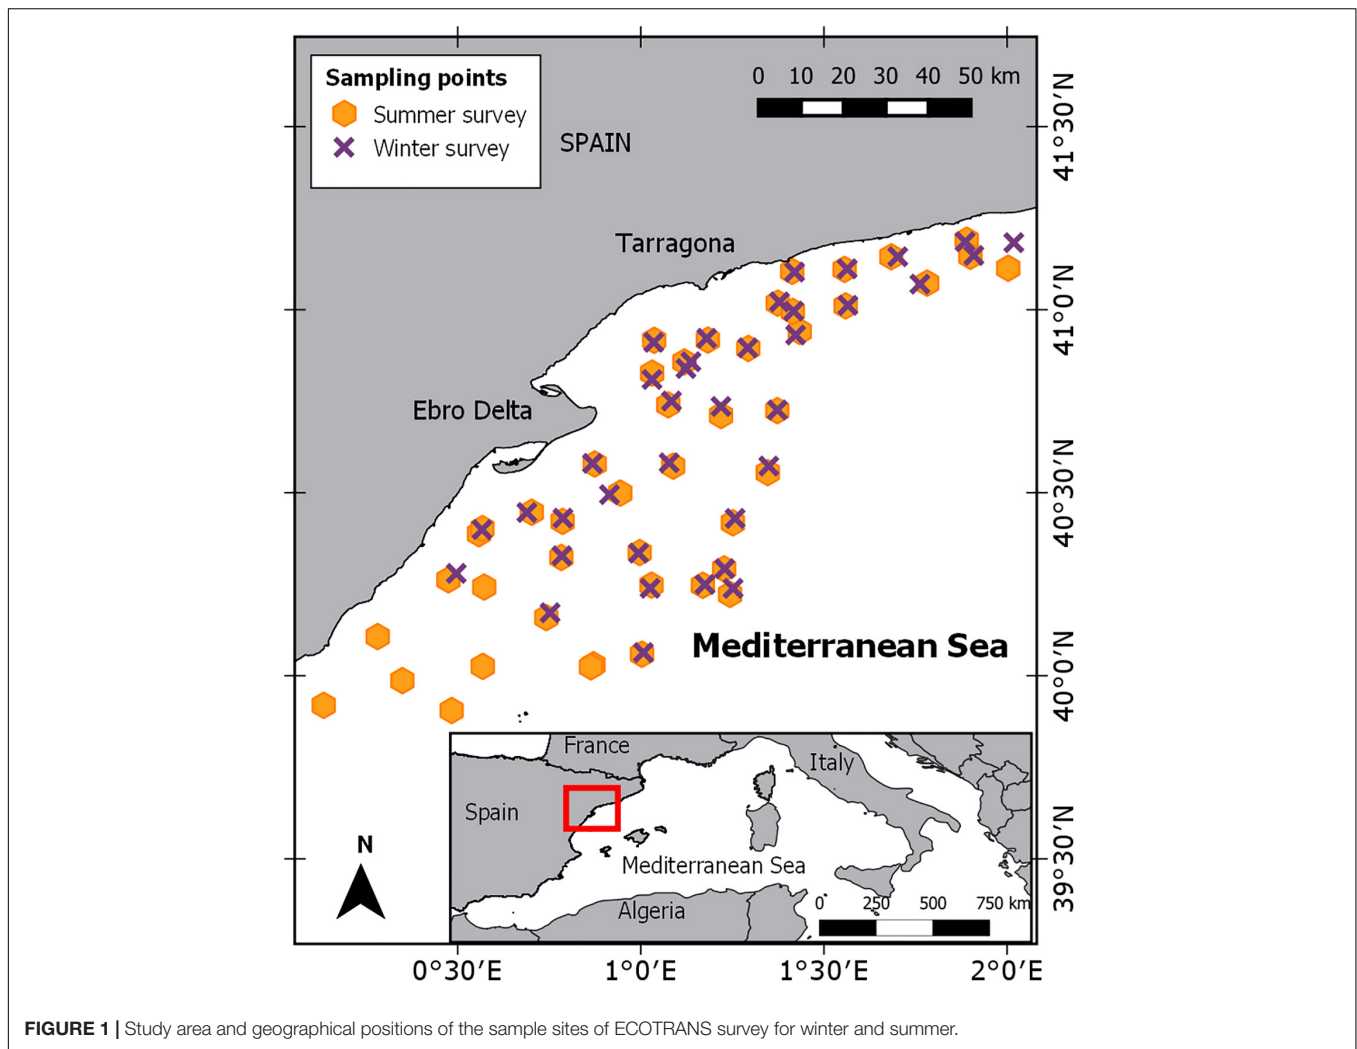 Sampling points
Summer survey
Winter survey
0 10 20 30 40 50 km
SPAIN
Tarragona
Ebro Delta
Mediterranean Sea
41°30′N
41°0′N
40°30′N
40°0′N
39°30′N
France
Italy
Spain
Mediterranean Sea
Algeria
0 250 500 750 km
N
0°30′E 1°0′E 1°30′E 2°0′E
FIGURE 1 | Study area and geographical positions of the sample sites of ECOTRANS survey for winter and summer.